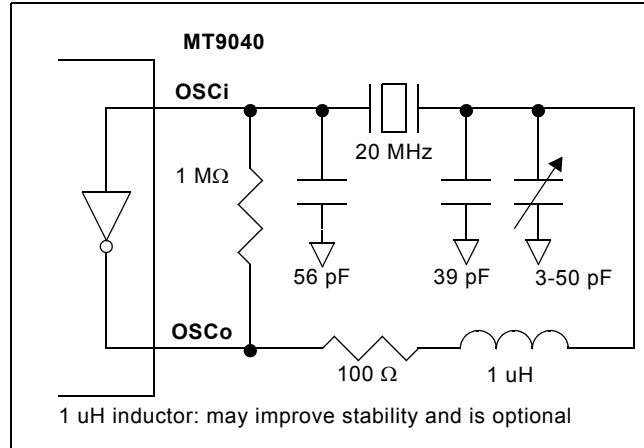 MT9040
OSCi
20 MHz
1 MΩ
56 pF
39 pF
3-50 pF
OSCo
100 Ω
1 uH
1 uH inductor: may improve stability and is optional